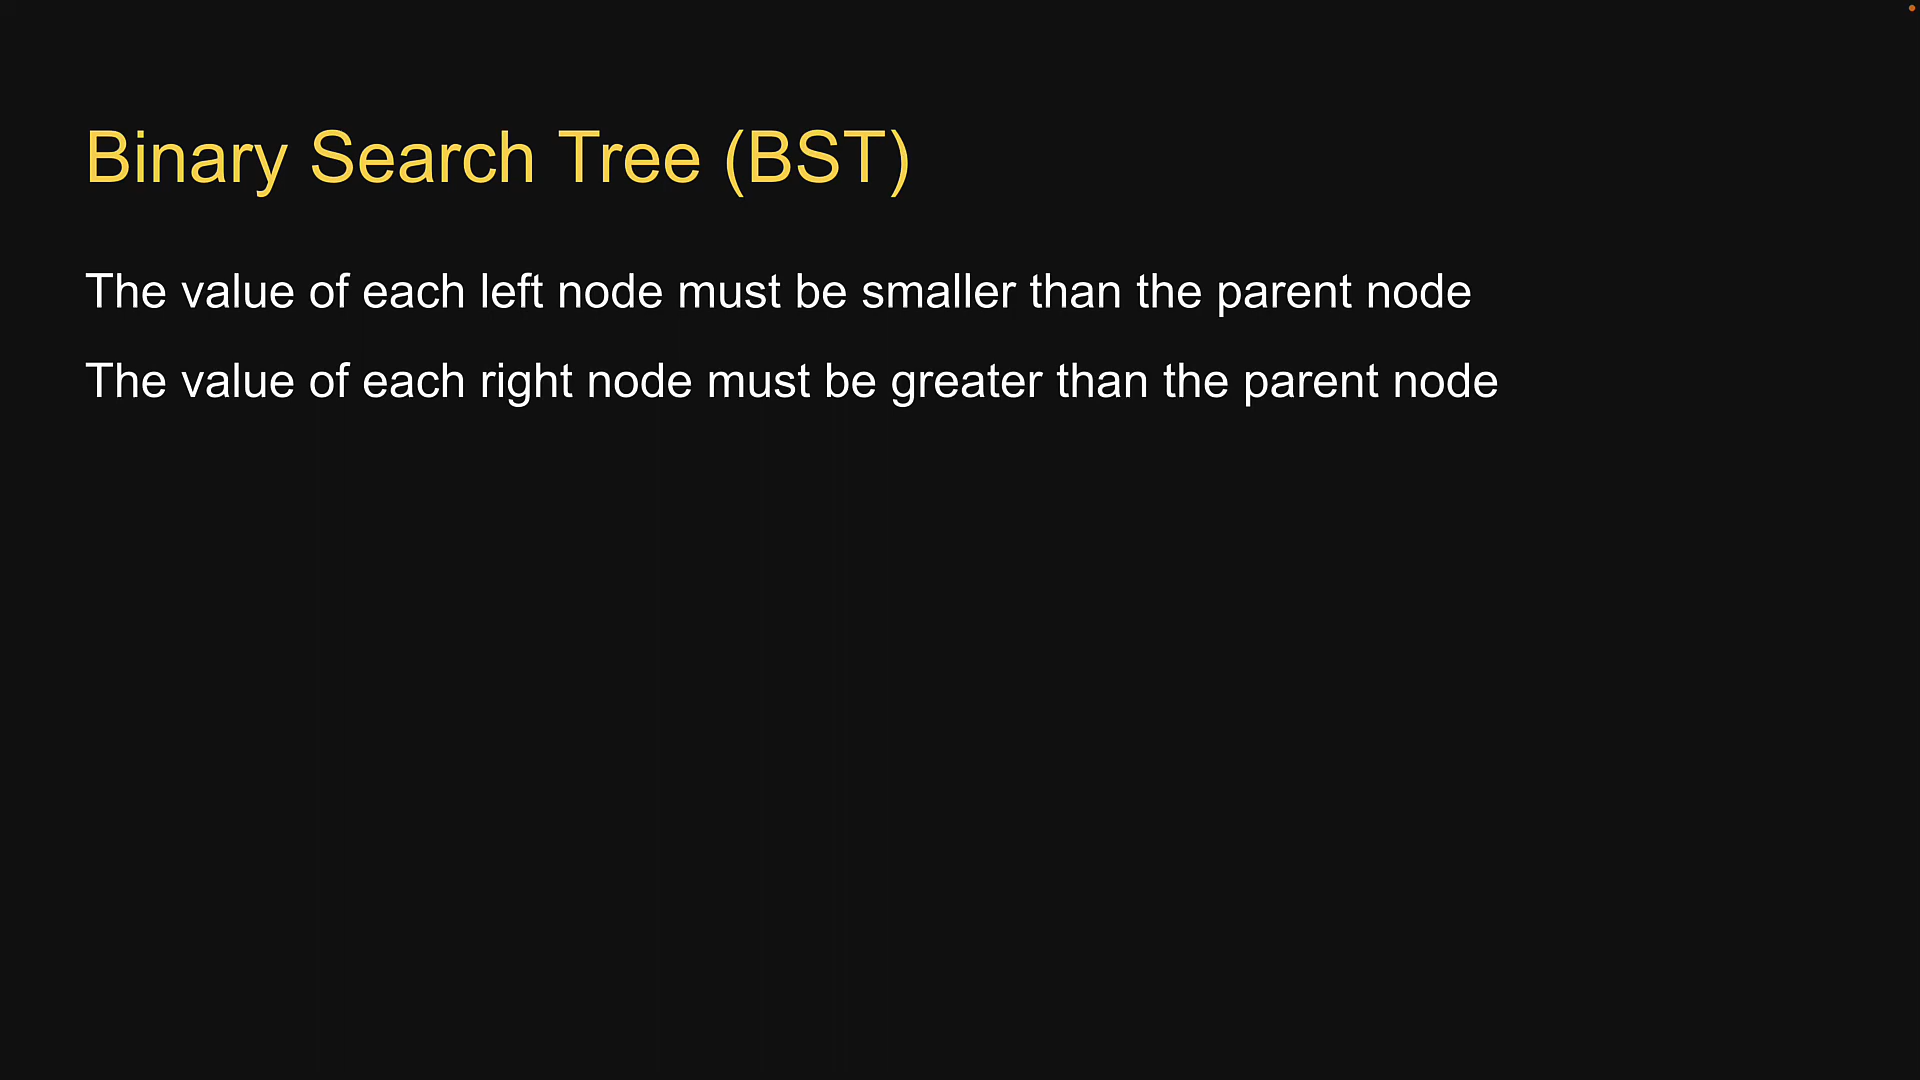 Binary Search Tree (BST)
The value of each left node must be smaller than the parent node
The value of each right node must be greater than the parent node